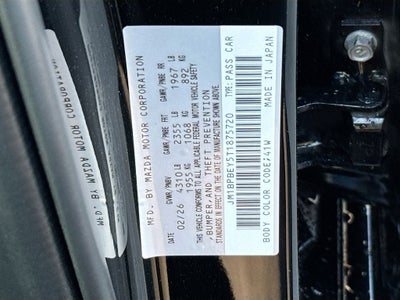 MFD. BY MAZDA MOTOR CORPORATION
GVWR/PNBV GAWR/PNBE FRT GAWR/PNBE RR
02/26 4310 LB 2355 LB 1967 LB
1955 KG 1068 KG 892 KG
THIS VEHICLE CONFORMS TO ALL APPLICABLE FEDERAL MOTOR VEHICLE SAFETY
, BUMPER, AND THEFT PREVENTION
STANDARDS IN EFFECT ON THE DATE OF MANUFACTURE SHOWN ABOVE.
JM1BPBEY5T1875720 TYPE: PASS CAR
BODY COLOR CODE: 41W MADE IN JAPAN